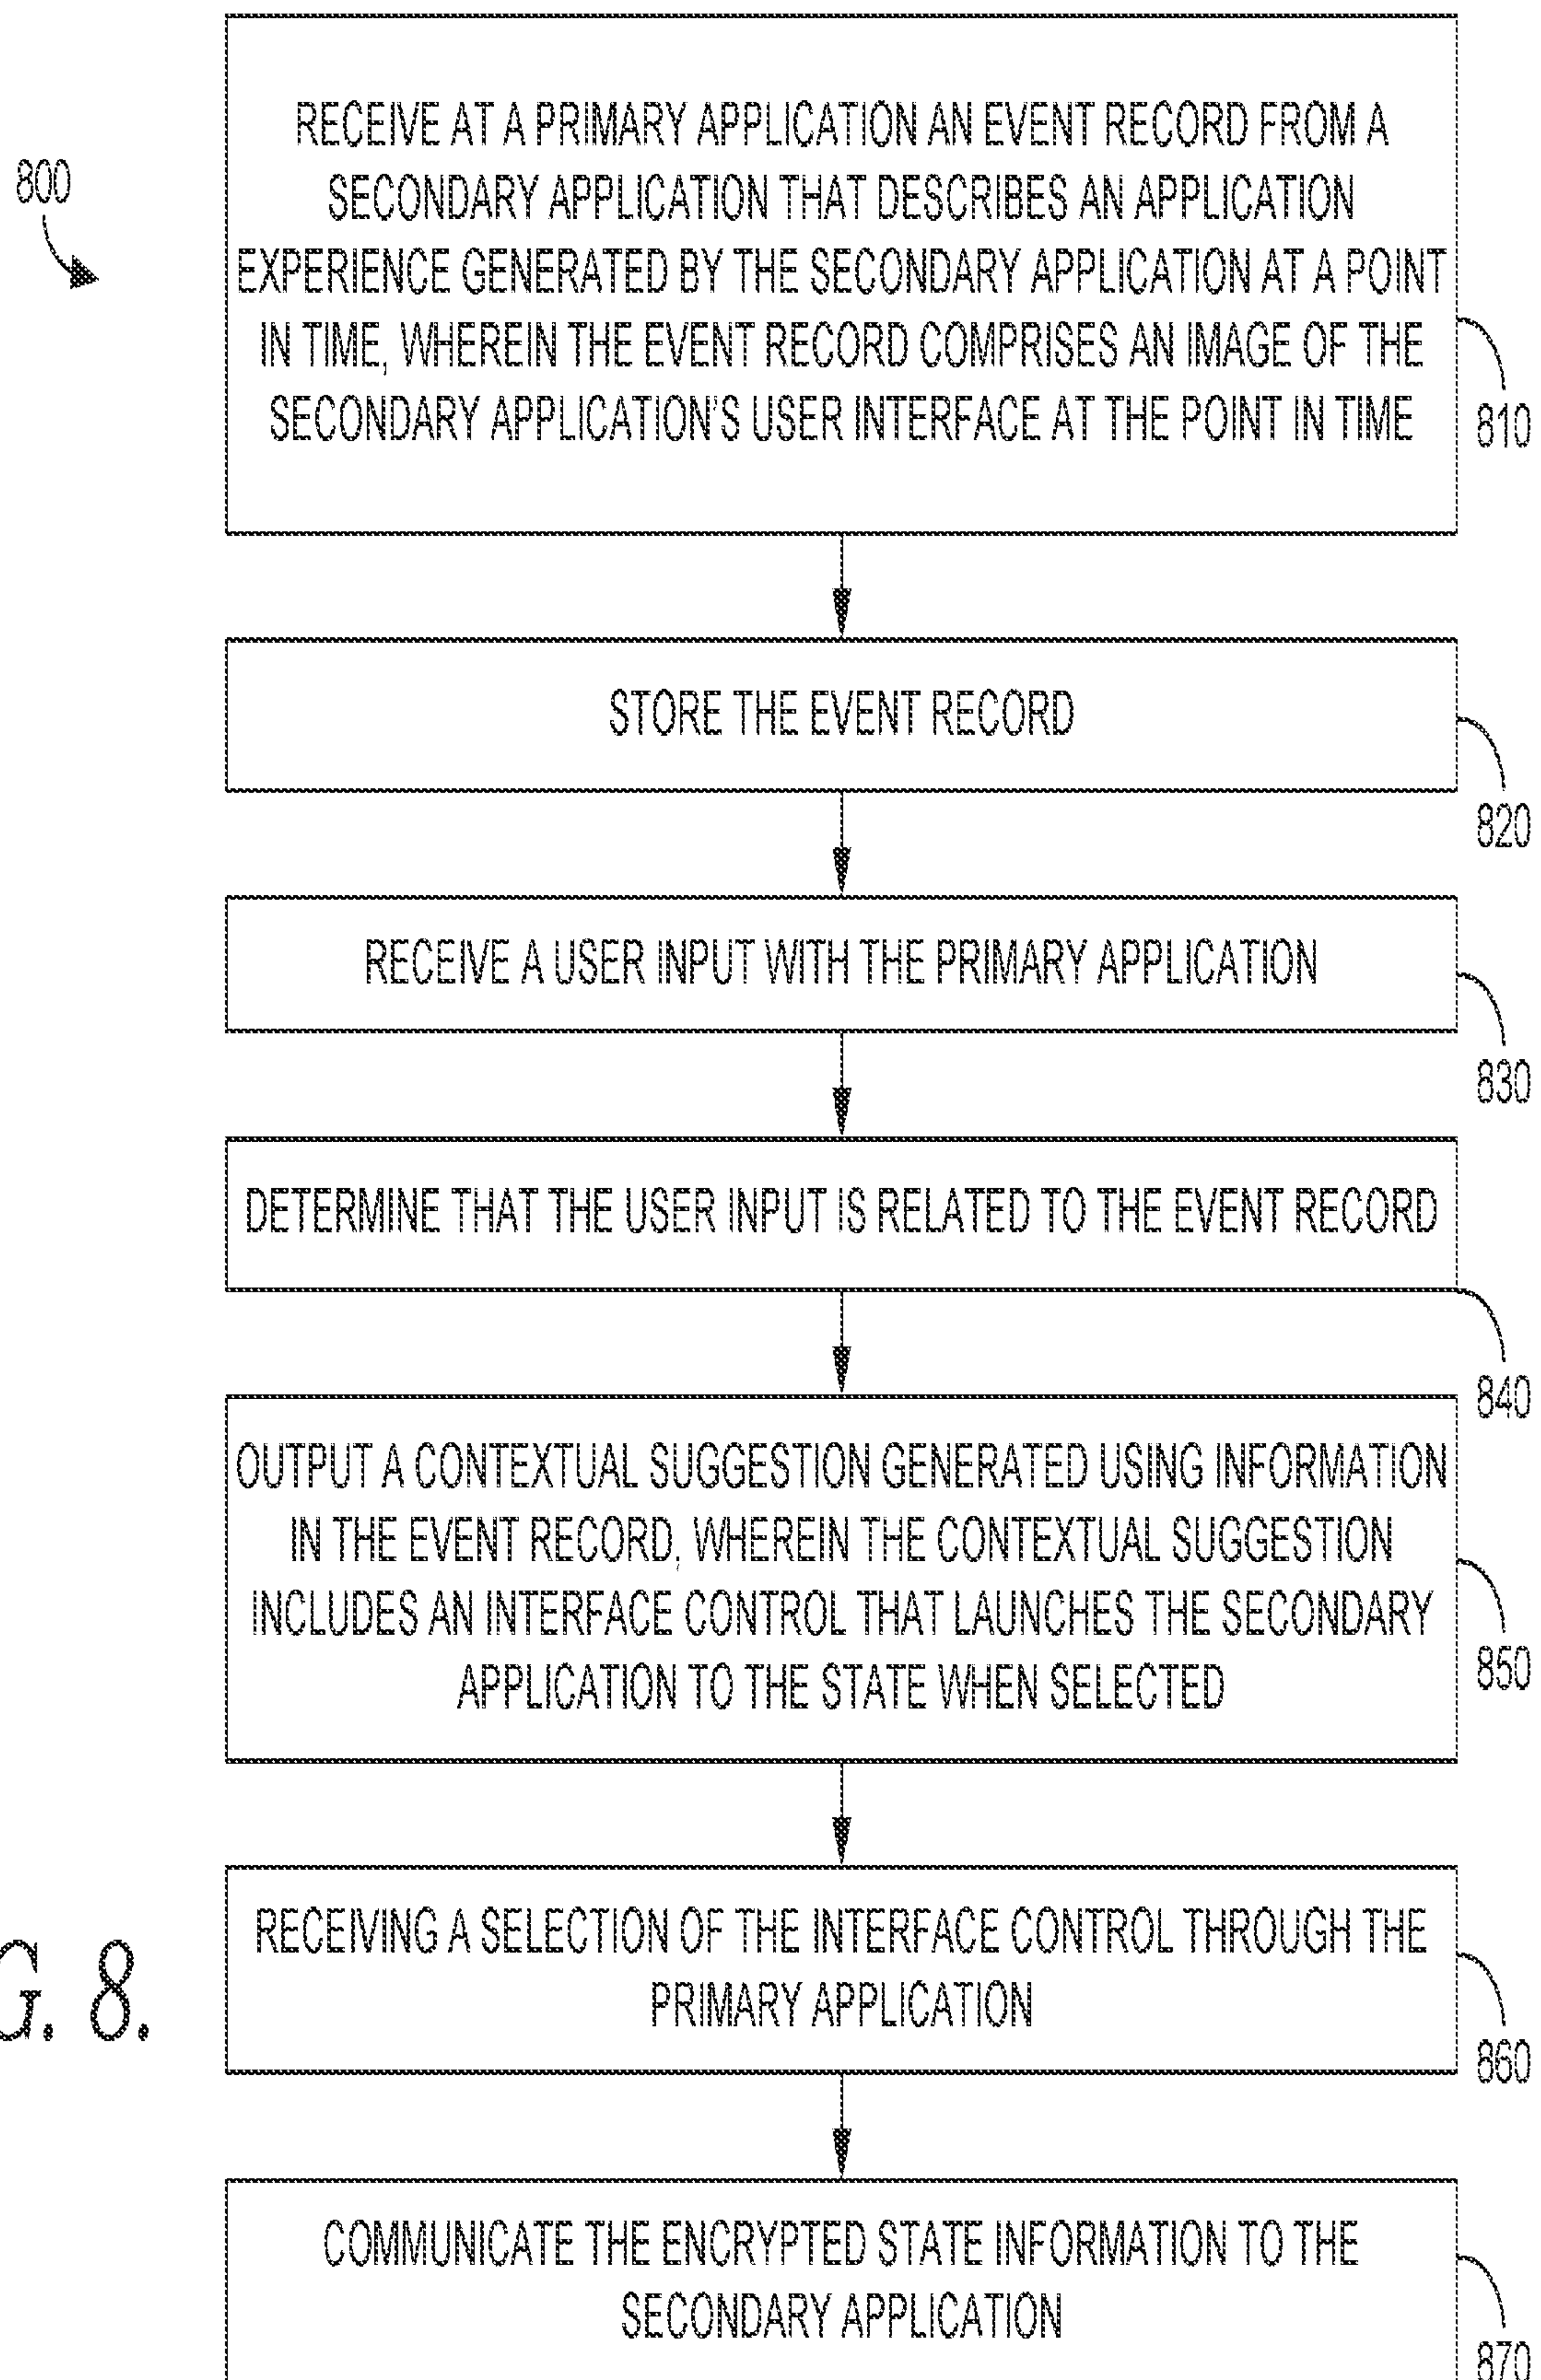 800
RECEIVE AT A PRIMARY APPLICATION AN EVENT RECORD FROM A
SECONDARY APPLICATION THAT DESCRIBES AN APPLICATION
EXPERIENCE GENERATED BY THE SECONDARY APPLICATION AT A POINT
IN TIME, WHEREIN THE EVENT RECORD COMPRISES AN IMAGE OF THE
SECONDARY APPLICATION'S USER INTERFACE AT THE POINT IN TIME
810
STORE THE EVENT RECORD
820
RECEIVE A USER INPUT WITH THE PRIMARY APPLICATION
830
DETERMINE THAT THE USER INPUT IS RELATED TO THE EVENT RECORD
840
OUTPUT A CONTEXTUAL SUGGESTION GENERATED USING INFORMATION
IN THE EVENT RECORD, WHEREIN THE CONTEXTUAL SUGGESTION
INCLUDES AN INTERFACE CONTROL THAT LAUNCHES THE SECONDARY
APPLICATION TO THE STATE WHEN SELECTED
850
RECEIVING A SELECTION OF THE INTERFACE CONTROL THROUGH THE
PRIMARY APPLICATION
860
G. 8.
COMMUNICATE THE ENCRYPTED STATE INFORMATION TO THE
SECONDARY APPLICATION
870